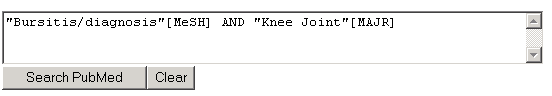 "Bursitis/diagnosis"[MeSH] AND "Knee Joint"[MAJR]
Search PubMed Clear